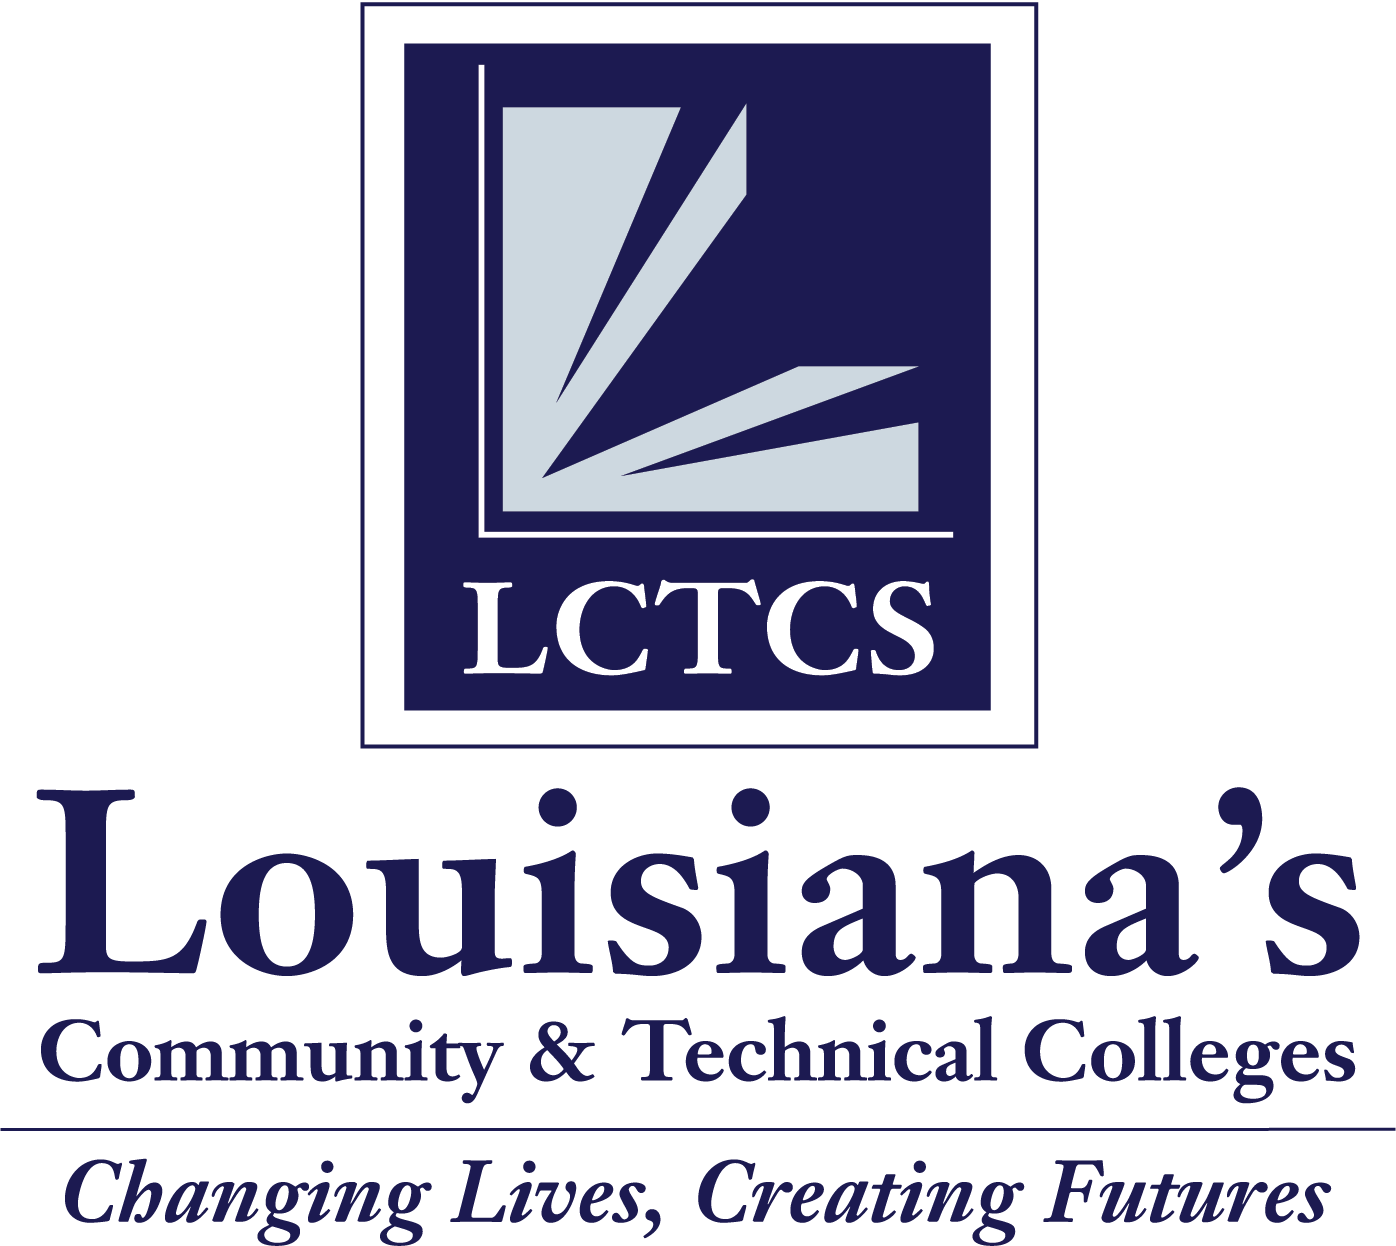 LCTCS
Louisiana’s
Community & Technical Colleges
Changing Lives, Creating Futures